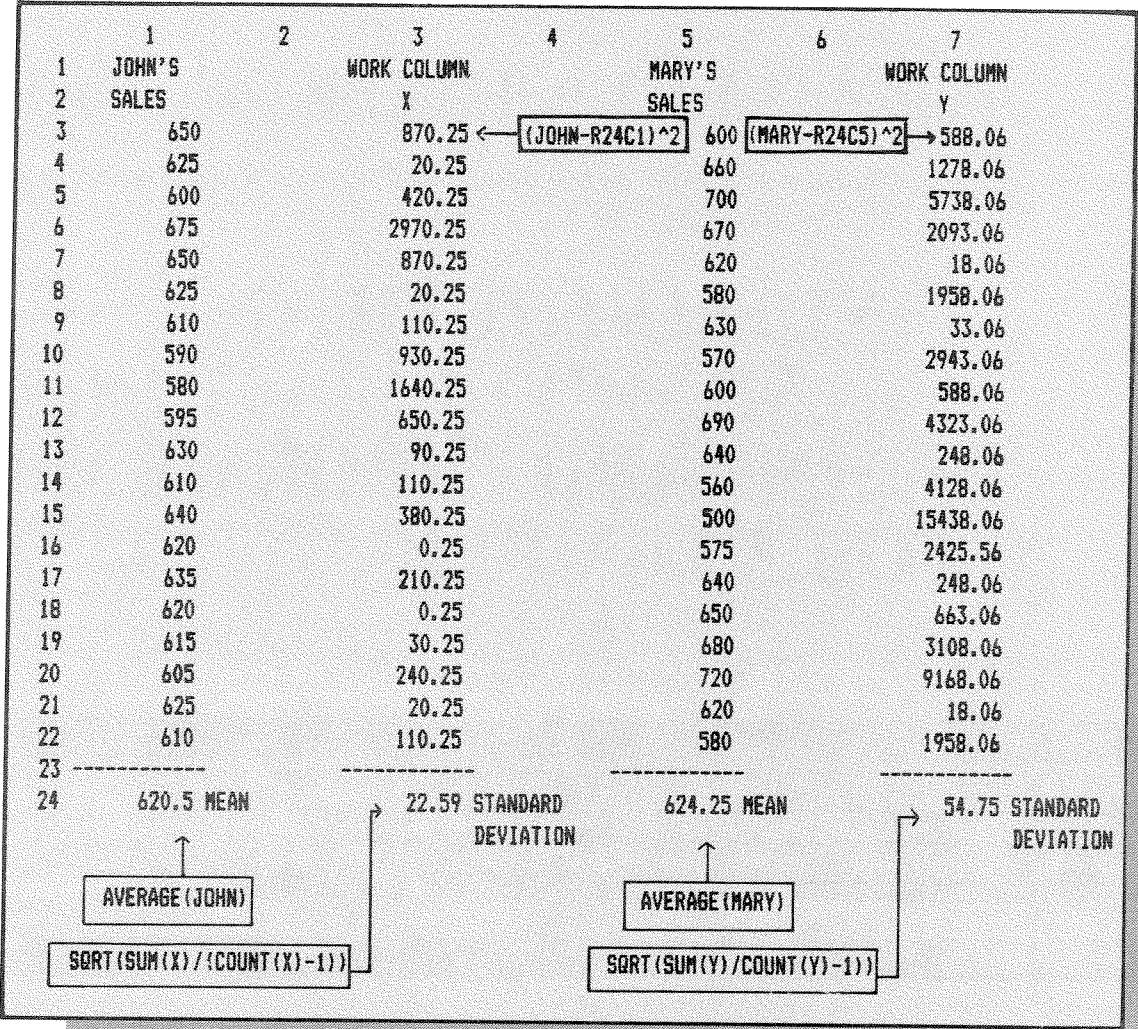 1 2 3 4 5 6 7
1 JOHN'S WORK COLUMN MARY'S WORK COLUMN
2 SALES X SALES Y
3 650 870.25 (JOHN-R24C1)^2 600 (MARY-R24C5)^2 588.06
4 625 20.25 660 1278.06
5 600 420.25 700 5738.06
6 675 2970.25 670 2093.06
7 650 870.25 620 18.06
8 625 20.25 580 1958.06
9 610 110.25 630 33.06
10 590 930.25 570 2943.06
11 580 1640.25 600 588.06
12 595 650.25 690 4323.06
13 630 90.25 640 248.06
14 610 110.25 560 4128.06
15 640 380.25 500 15438.06
16 620 0.25 575 2425.56
17 635 210.25 640 248.06
18 620 0.25 650 663.06
19 615 30.25 680 3108.06
20 605 240.25 720 9168.06
21 625 20.25 620 18.06
22 610 110.25 580 1958.06
23 ------------ ------------ ------------ ------------
24 620.5 MEAN 22.59 STANDARD 624.25 MEAN 54.75 STANDARD
DEVIATION DEVIATION
AVERAGE(JOHN) AVERAGE(MARY)
SQRT(SUM(X)/(COUNT(X)-1)) SQRT(SUM(Y)/COUNT(Y)-1))